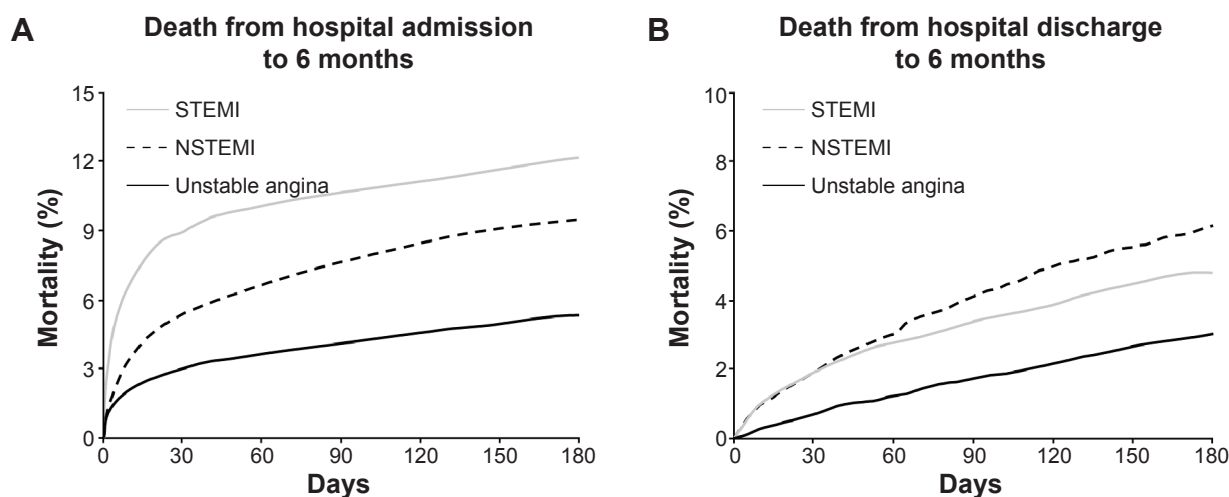 A
Death from hospital admission
to 6 months
Mortality (%)
15
12
9
6
3
0
STEMI
NSTEMI
Unstable angina
0 30 60 90 120 150 180
Days
B
Death from hospital discharge
to 6 months
Mortality (%)
10
8
6
4
2
0
STEMI
NSTEMI
Unstable angina
0 30 60 90 120 150 180
Days